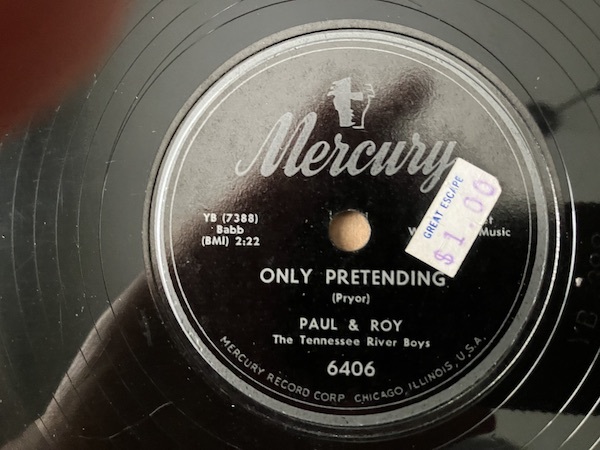 Mercury
YB (7388)
Babb
(BMI) 2:22
Music
GREAT ESCAPE
$1.00
ONLY PRETENDING
(Pryor)
PAUL & ROY
The Tennessee River Boys
6406
MERCURY RECORD CORP CHICAGO, ILLINOIS, U.S.A.